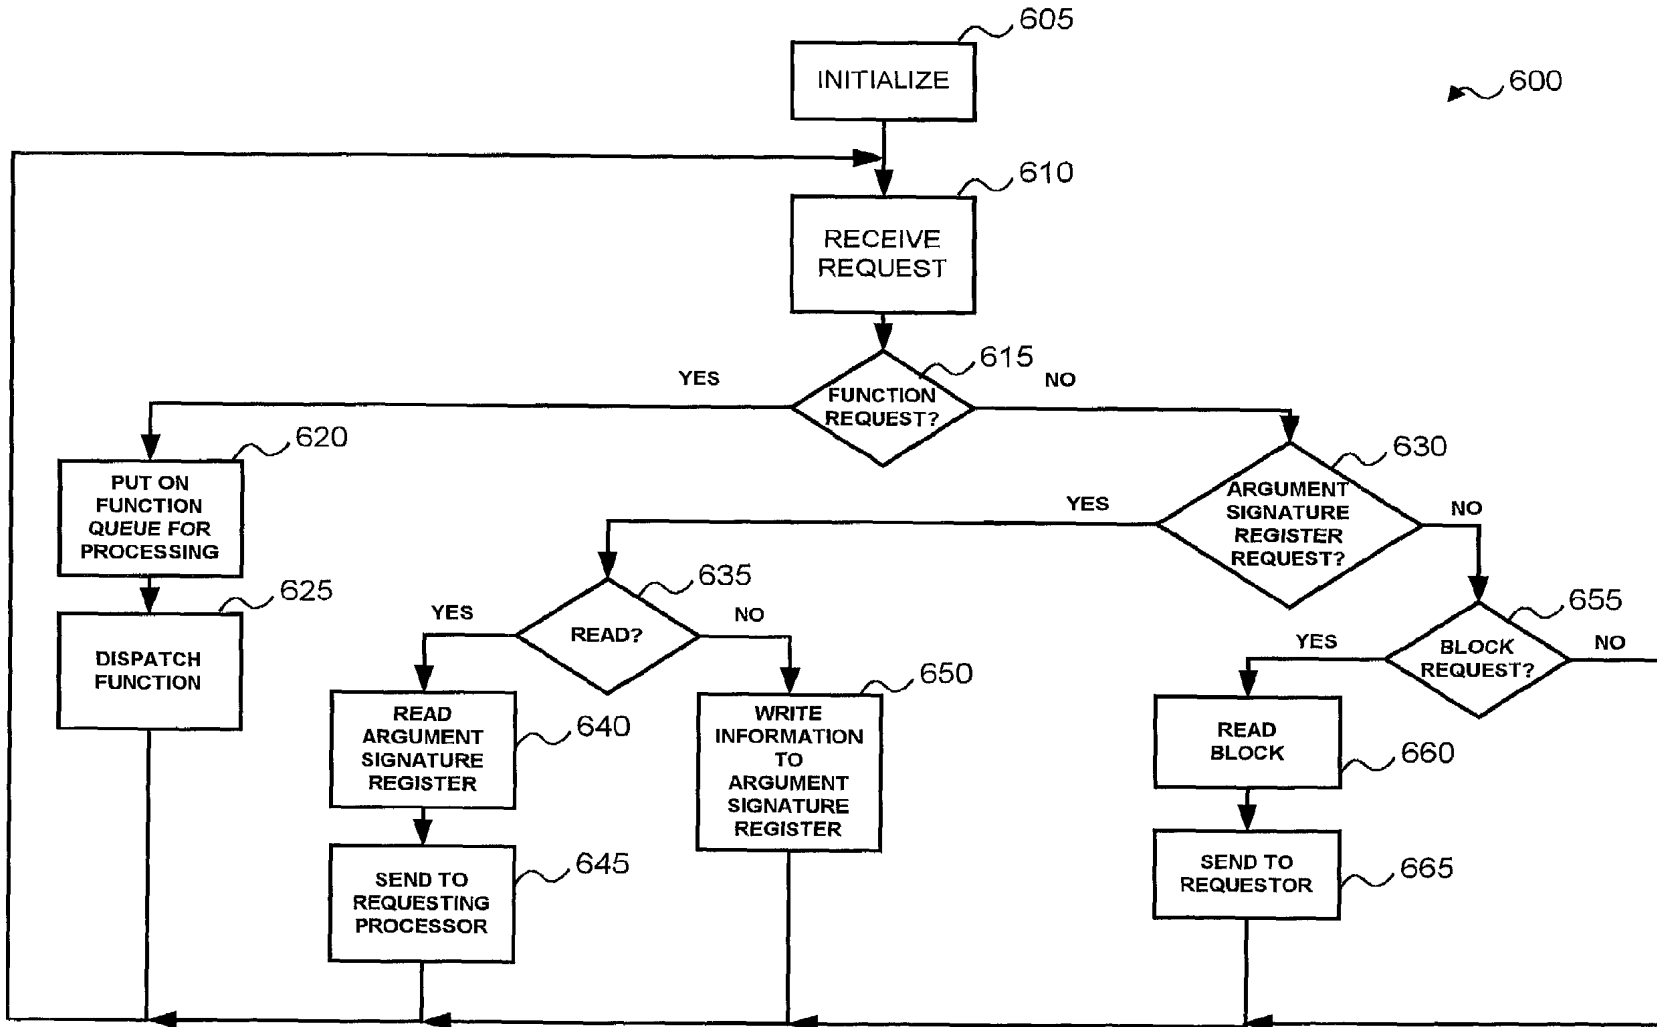 605
INITIALIZE
600
610
RECEIVE
REQUEST
615
YES
FUNCTION
REQUEST?
NO
620
PUT ON
FUNCTION
QUEUE FOR
PROCESSING
625
DISPATCH
FUNCTION
630
YES
ARGUMENT
SIGNATURE
REGISTER
REQUEST?
NO
635
YES
READ?
NO
640
READ
ARGUMENT
SIGNATURE
REGISTER
645
SEND TO
REQUESTING
PROCESSOR
650
WRITE
INFORMATION
TO
ARGUMENT
SIGNATURE
REGISTER
655
YES
BLOCK
REQUEST?
NO
READ
BLOCK
660
SEND TO
REQUESTOR
665